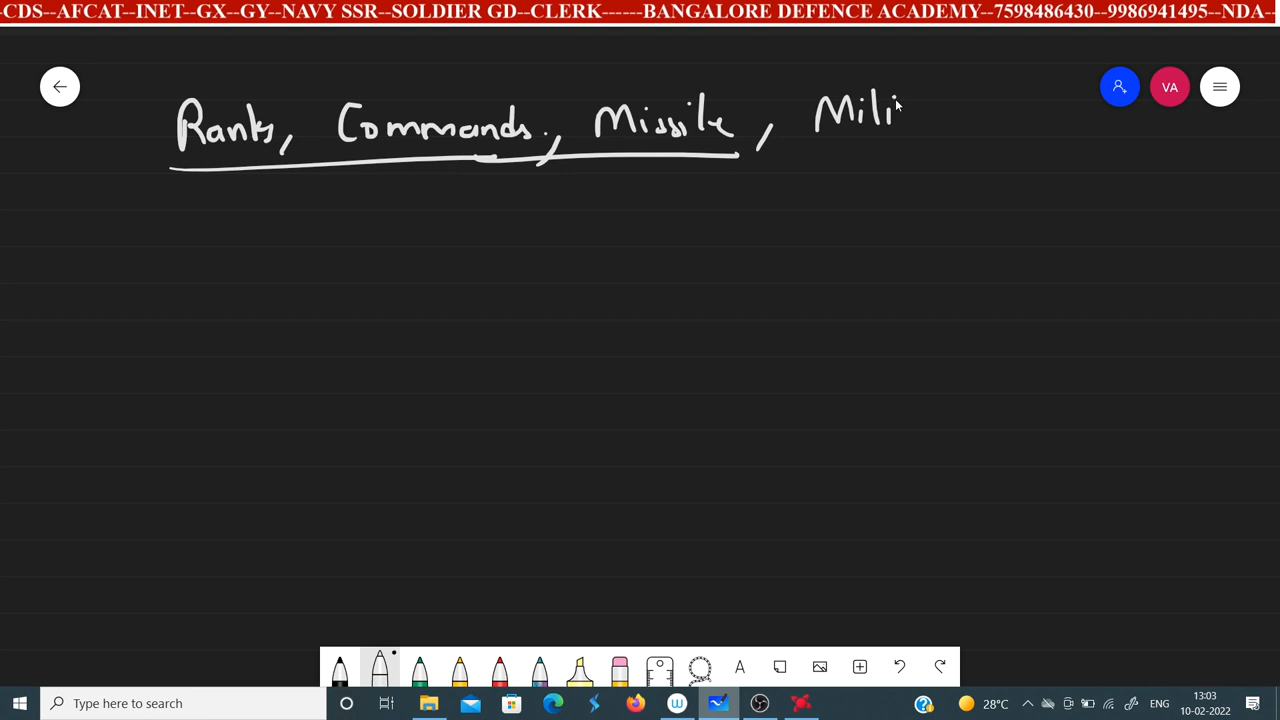 -CDS--AFCAT--INET--GX--GY--NAVY SSR--SOLDIER GD--CLERK------BANGALORE DEFENCE ACADEMY--7598486430--9986941495--NDA--
VA
Ranks, Commands, Missile, Mili
A
Type here to search
28°C
ENG
13:03
10-02-2022